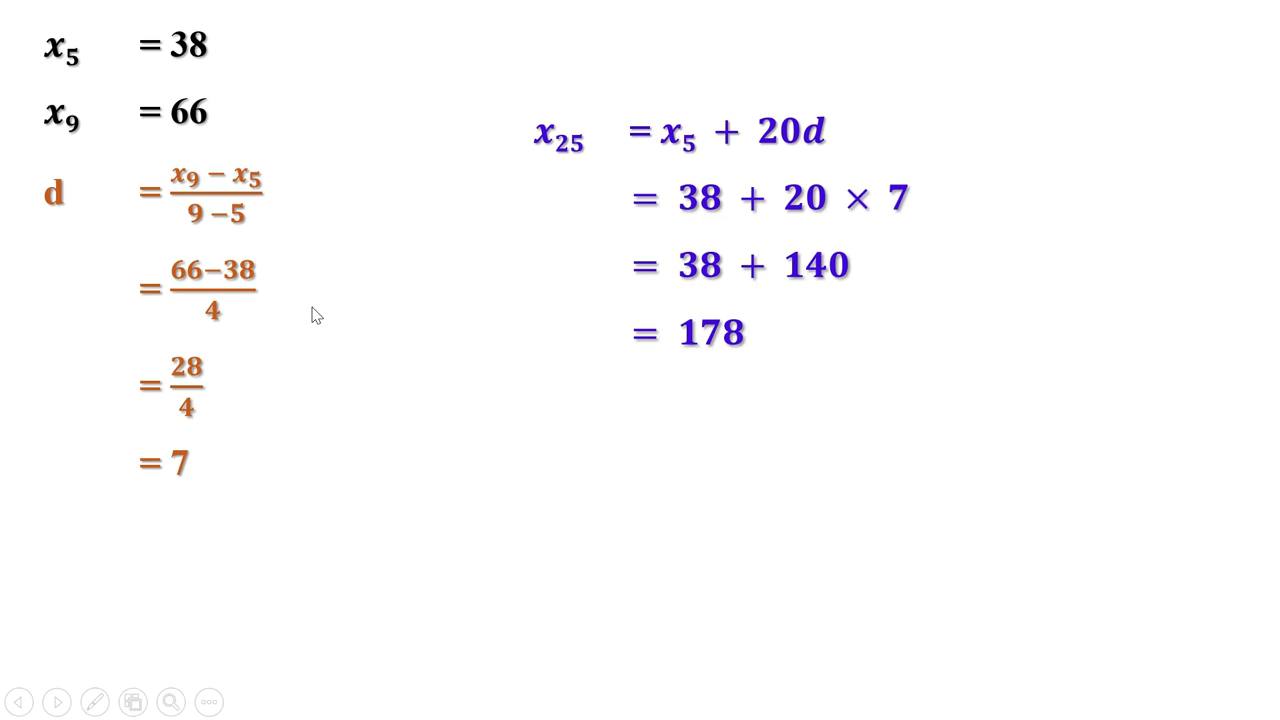 x₅ = 38
x₉ = 66
d = (x₉ − x₅)/(9 − 5)
= (66−38)/4
= 28/4
= 7
x₂₅ = x₅ + 20d
= 38 + 20 × 7
= 38 + 140
= 178